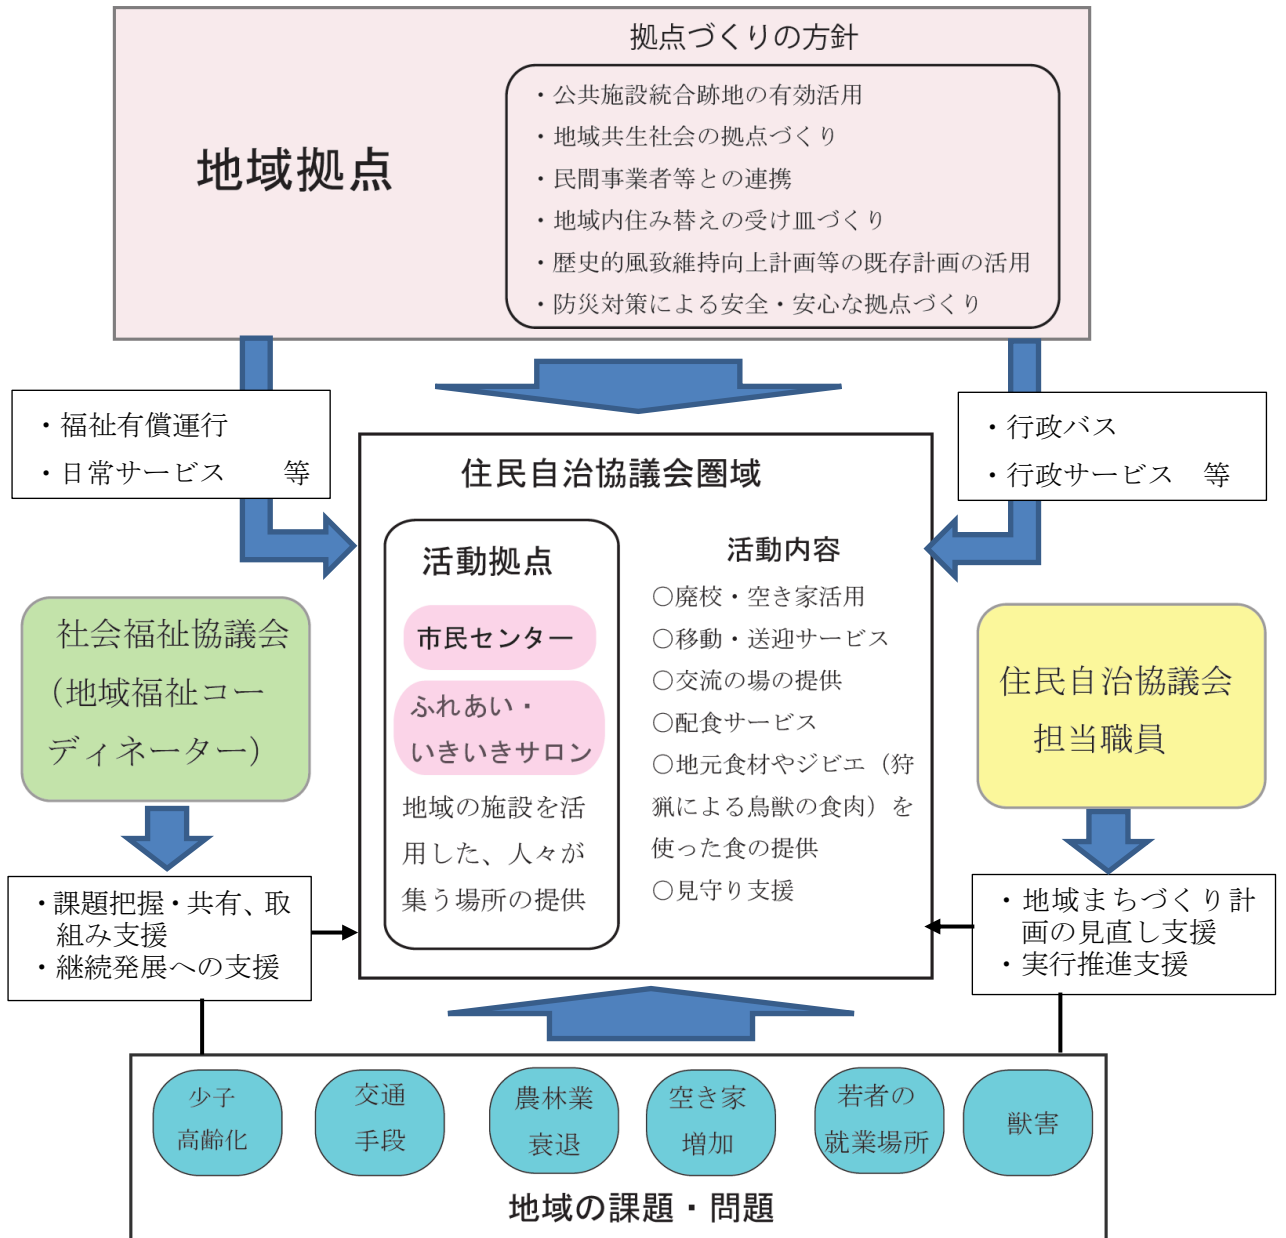 拠点づくりの方針
地域拠点
・公共施設統合跡地の有効活用
・地域共生社会の拠点づくり
・民間事業者等との連携
・地域内住み替えの受け皿づくり
・歴史的風致維持向上計画等の既存計画の活用
・防災対策による安全・安心な拠点づくり
・福祉有償運行
・日常サービス　　等
・行政バス
・行政サービス　等
住民自治協議会圏域
活動拠点
市民センター
ふれあい・
いきいきサロン
地域の施設を活
用した、人々が
集う場所の提供
活動内容
○廃校・空き家活用
○移動・送迎サービス
○交流の場の提供
○配食サービス
○地元食材やジビエ（狩
猟による鳥獣の食肉）を
使った食の提供
○見守り支援
社会福祉協議会
（地域福祉コー
ディネーター）
住民自治協議会
担当職員
・課題把握・共有、取
組み支援
・継続発展への支援
・地域まちづくり計
画の見直し支援
・実行推進支援
少子
高齢化
交通
手段
農林業
衰退
空き家
増加
若者の
就業場所
獣害
地域の課題・問題